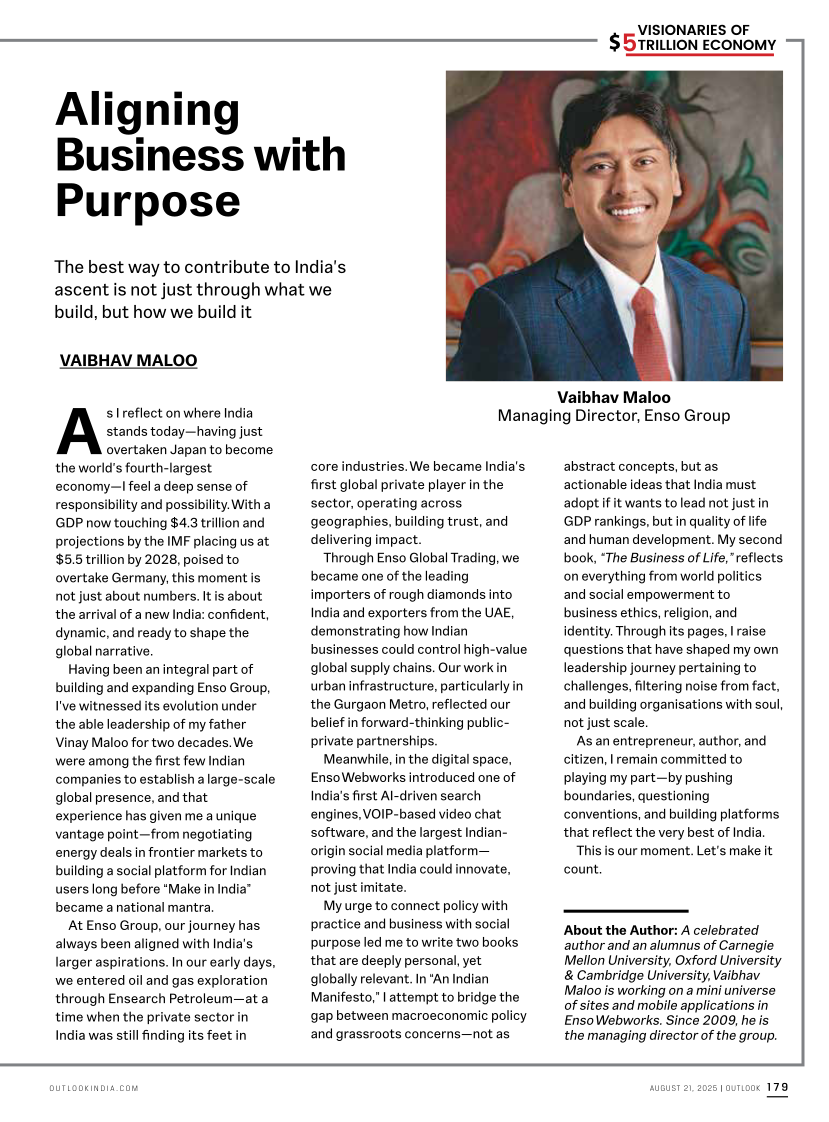 VISIONARIES OF
$5 TRILLION ECONOMY
Aligning
Business with
Purpose
The best way to contribute to India's
ascent is not just through what we
build, but how we build it
VAIBHAV MALOO
Vaibhav Maloo
Managing Director, Enso Group
As I reflect on where India
stands today—having just
overtaken Japan to become
the world's fourth-largest
economy—I feel a deep sense of
responsibility and possibility. With a
GDP now touching $4.3 trillion and
projections by the IMF placing us at
$5.5 trillion by 2028, poised to
overtake Germany, this moment is
not just about numbers. It is about
the arrival of a new India: confident,
dynamic, and ready to shape the
global narrative.
Having been an integral part of
building and expanding Enso Group,
I've witnessed its evolution under
the able leadership of my father
Vinay Maloo for two decades. We
were among the first few Indian
companies to establish a large-scale
global presence, and that
experience has given me a unique
vantage point—from negotiating
energy deals in frontier markets to
building a social platform for Indian
users long before “Make in India”
became a national mantra.
At Enso Group, our journey has
always been aligned with India's
larger aspirations. In our early days,
we entered oil and gas exploration
through Ensearch Petroleum—at a
time when the private sector in
India was still finding its feet in
core industries. We became India's
first global private player in the
sector, operating across
geographies, building trust, and
delivering impact.
Through Enso Global Trading, we
became one of the leading
importers of rough diamonds into
India and exporters from the UAE,
demonstrating how Indian
businesses could control high-value
global supply chains. Our work in
urban infrastructure, particularly in
the Gurgaon Metro, reflected our
belief in forward-thinking public-
private partnerships.
Meanwhile, in the digital space,
Enso Webworks introduced one of
India's first AI-driven search
engines, VOIP-based video chat
software, and the largest Indian-
origin social media platform—
proving that India could innovate,
not just imitate.
My urge to connect policy with
practice and business with social
purpose led me to write two books
that are deeply personal, yet
globally relevant. In “An Indian
Manifesto,” I attempt to bridge the
gap between macroeconomic policy
and grassroots concerns—not as
abstract concepts, but as
actionable ideas that India must
adopt if it wants to lead not just in
GDP rankings, but in quality of life
and human development. My second
book, “The Business of Life,” reflects
on everything from world politics
and social empowerment to
business ethics, religion, and
identity. Through its pages, I raise
questions that have shaped my own
leadership journey pertaining to
challenges, filtering noise from fact,
and building organisations with soul,
not just scale.
As an entrepreneur, author, and
citizen, I remain committed to
playing my part—by pushing
boundaries, questioning
conventions, and building platforms
that reflect the very best of India.
This is our moment. Let's make it
count.
About the Author: A celebrated
author and an alumnus of Carnegie
Mellon University, Oxford University
& Cambridge University, Vaibhav
Maloo is working on a mini universe
of sites and mobile applications in
Enso Webworks. Since 2009, he is
the managing director of the group.
OUTLOOKINDIA.COM
AUGUST 21, 2025 | OUTLOOK 179